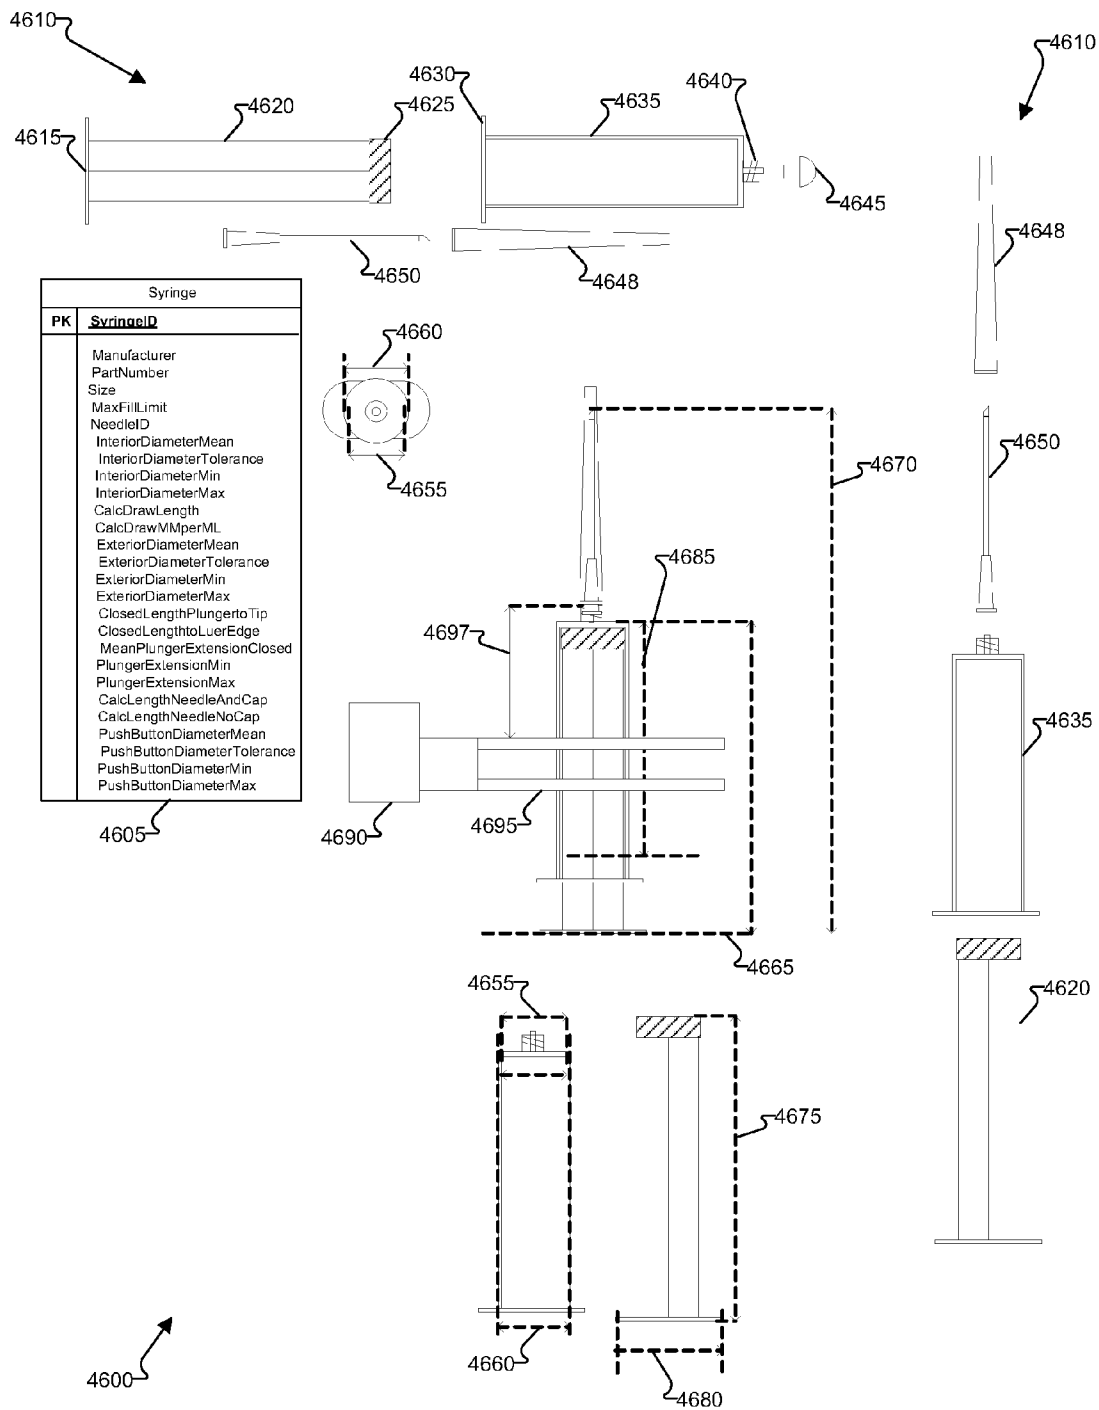 4610
4610
4630
4640
4635
4620
4625
4615
4645
4648
4650
4648
Syringe
PK SyringeID
Manufacturer
PartNumber
Size
MaxFillLimit
NeedleID
InteriorDiameterMean
InteriorDiameterTolerance
InteriorDiameterMin
InteriorDiameterMax
CalcDrawLength
CalcDrawMMperML
ExteriorDiameterMean
ExteriorDiameterTolerance
ExteriorDiameterMin
ExteriorDiameterMax
ClosedLengthPlungertoTip
ClosedLengthtoLuerEdge
MeanPlungerExtensionClosed
PlungerExtensionMin
PlungerExtensionMax
CalcLengthNeedleAndCap
CalcLengthNeedleNoCap
PushButtonDiameterMean
PushButtonDiameterTolerance
PushButtonDiameterMin
PushButtonDiameterMax
4605
4660
4655
4670
4650
4685
4697
4635
4690
4695
4665
4655
4620
4675
4660
4680
4600